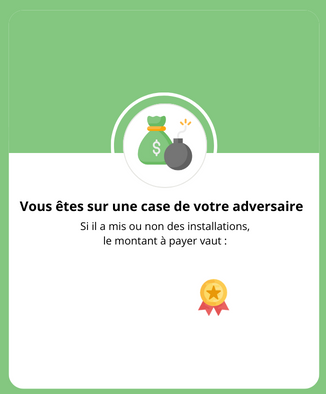 $
Vous êtes sur une case de votre adversaire
Si il a mis ou non des installations,
le montant à payer vaut :